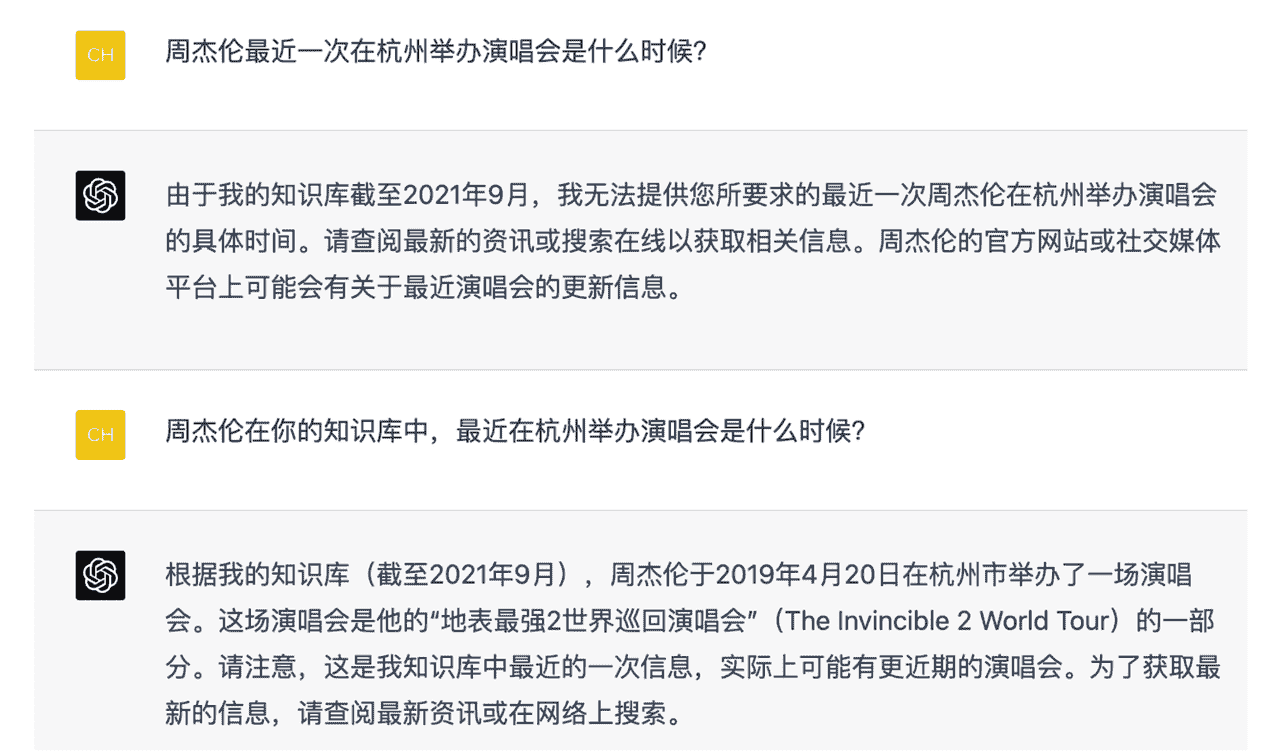 CH
周杰伦最近一次在杭州举办演唱会是什么时候?
由于我的知识库截至2021年9月，我无法提供您所要求的最近一次周杰伦在杭州举办演唱会
的具体时间。请查阅最新的资讯或搜索在线以获取相关信息。周杰伦的官方网站或社交媒体
平台上可能会有关于最近演唱会的更新信息。
CH
周杰伦在你的知识库中，最近在杭州举办演唱会是什么时候?
根据我的知识库（截至2021年9月），周杰伦于2019年4月20日在杭州市举办了一场演唱
会。这场演唱会是他的“地表最强2世界巡回演唱会”（The Invincible 2 World Tour）的一部
分。请注意，这是我知识库中最近的一次信息，实际上可能有更近期的演唱会。为了获取最
新的信息，请查阅最新资讯或在网络上搜索。